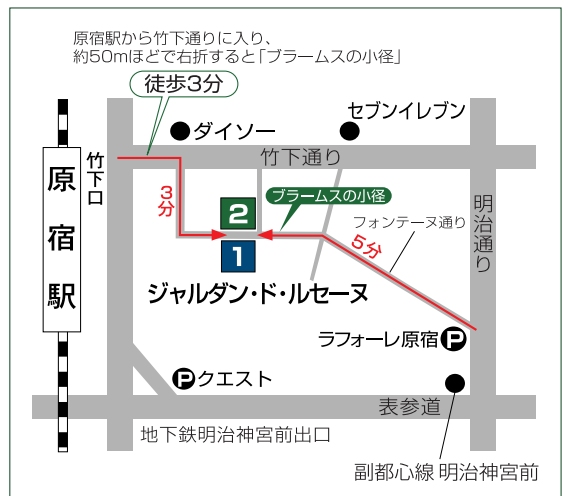 原宿駅から竹下通りに入り、
約50mほどで右折すると「ブラームスの小径」
徒歩3分
セブンイレブン
ダイソー
竹下通り
竹下口
原宿駅
3分
2
ブラームスの小径
フォンテーヌ通り
明治通り
1
5分
ジャルダン・ド・ルセーヌ
ラフォーレ原宿 P
P クエスト
表参道
地下鉄明治神宮前出口
副都心線 明治神宮前